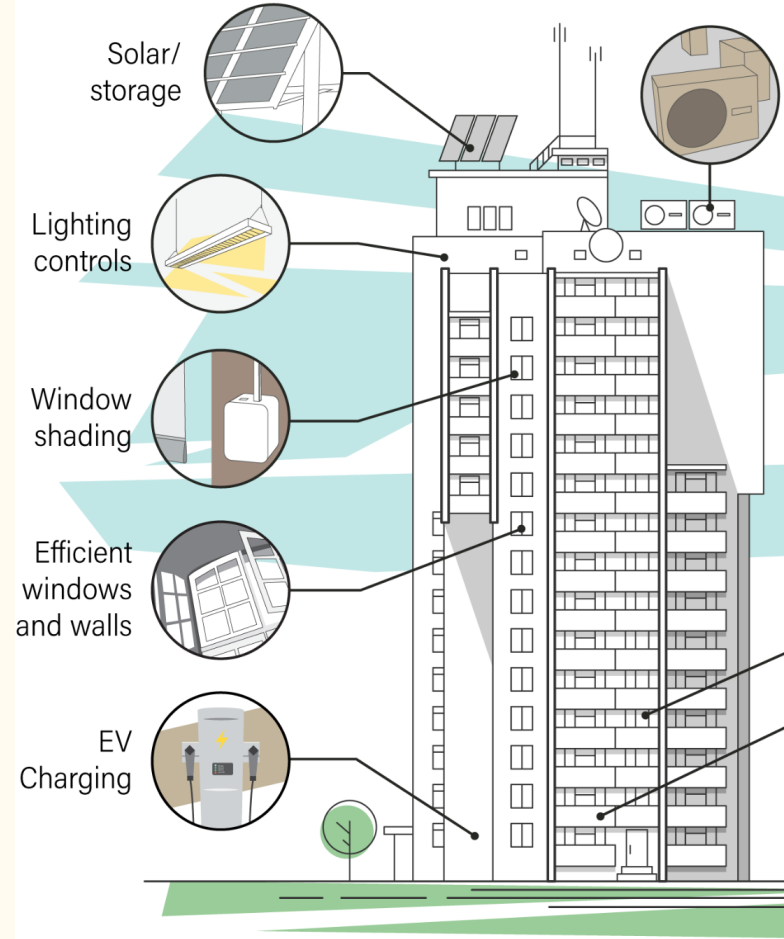 Solar/
storage
Lighting
controls
Window
shading
Efficient
windows
and walls
EV
Charging